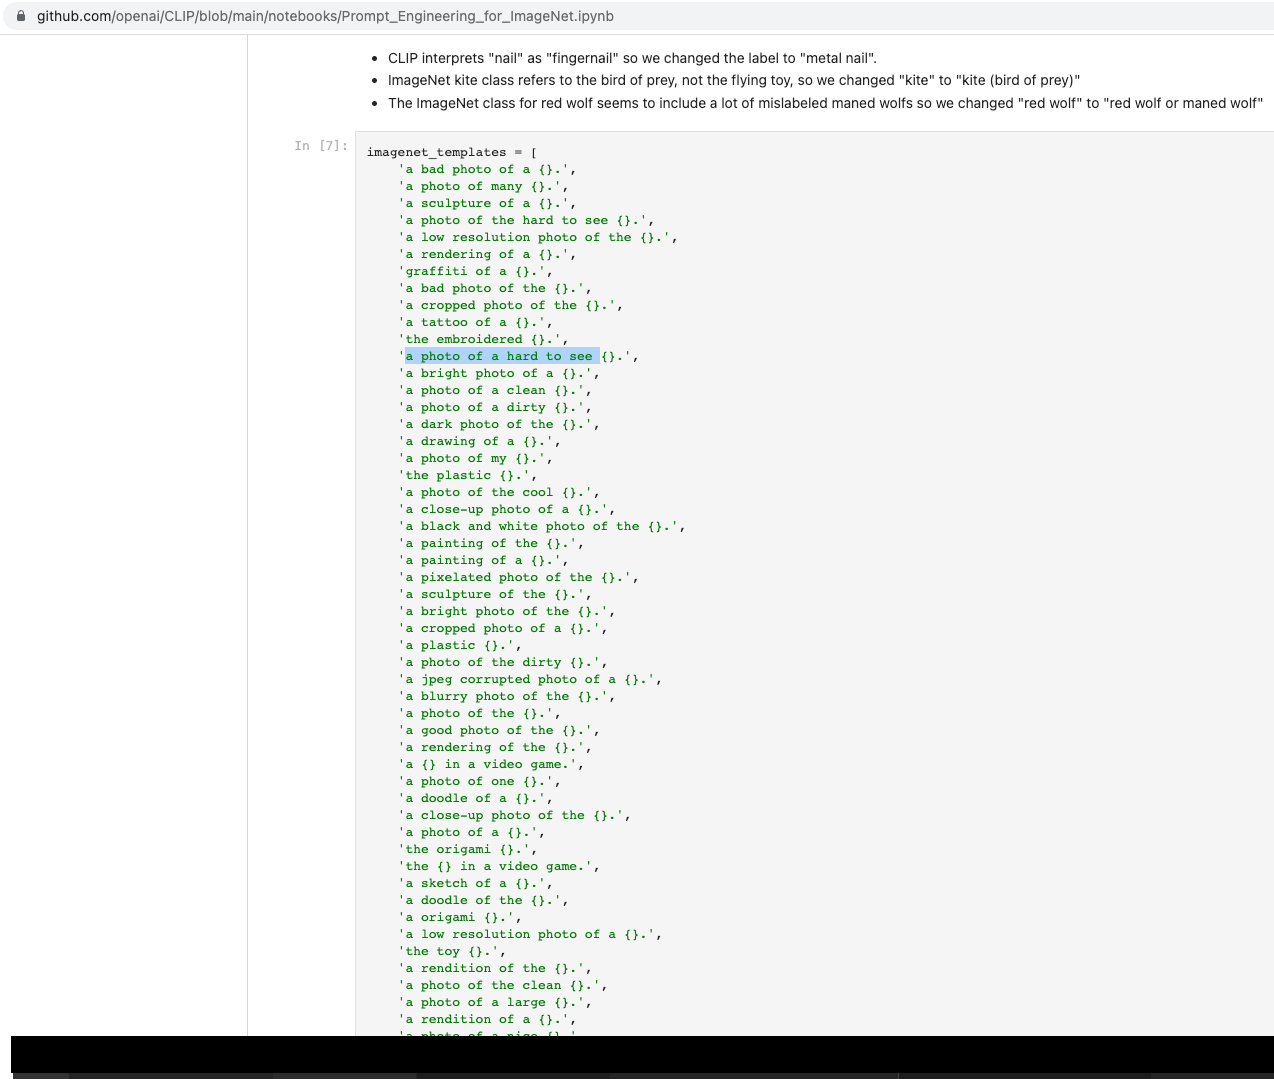 github.com/openai/CLIP/blob/main/notebooks/Prompt_Engineering_for_ImageNet.ipynb
• CLIP interprets "nail" as "fingernail" so we changed the label to "metal nail".
• ImageNet kite class refers to the bird of prey, not the flying toy, so we changed "kite" to "kite (bird of prey)"
• The ImageNet class for red wolf seems to include a lot of mislabeled maned wolfs so we changed "red wolf" to "red wolf or maned wolf"
In [7]:
imagenet_templates = [
'a bad photo of a {}.',
'a photo of many {}.',
'a sculpture of a {}.',
'a photo of the hard to see {}.',
'a low resolution photo of the {}.',
'a rendering of a {}.',
'graffiti of a {}.',
'a bad photo of the {}.',
'a cropped photo of the {}.',
'a tattoo of a {}.',
'the embroidered {}.',
'a photo of a hard to see {}.',
'a bright photo of a {}.',
'a photo of a clean {}.',
'a photo of a dirty {}.',
'a dark photo of the {}.',
'a drawing of a {}.',
'a photo of my {}.',
'the plastic {}.',
'a photo of the cool {}.',
'a close-up photo of a {}.',
'a black and white photo of the {}.',
'a painting of the {}.',
'a painting of a {}.',
'a pixelated photo of the {}.',
'a sculpture of the {}.',
'a bright photo of the {}.',
'a cropped photo of a {}.',
'a plastic {}.',
'a photo of the dirty {}.',
'a jpeg corrupted photo of a {}.',
'a blurry photo of the {}.',
'a photo of the {}.',
'a good photo of the {}.',
'a rendering of the {}.',
'a {} in a video game.',
'a photo of one {}.',
'a doodle of a {}.',
'a close-up photo of the {}.',
'a photo of a {}.',
'the origami {}.',
'the {} in a video game.',
'a sketch of a {}.',
'a doodle of the {}.',
'a origami {}.',
'a low resolution photo of a {}.',
'the toy {}.',
'a rendition of the {}.',
'a photo of the clean {}.',
'a photo of a large {}.',
'a rendition of a {}.',
'a photo of a nice {}.'